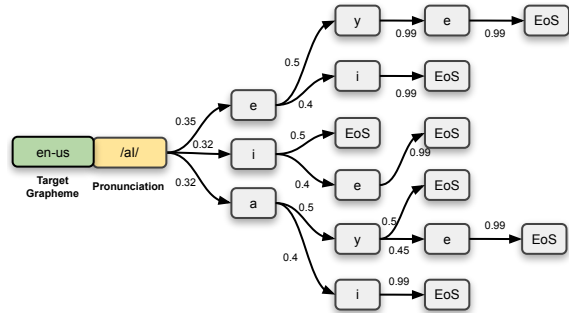 y 0.99 e 0.99 EoS
0.5
i 0.99 EoS
0.4
e
0.35
0.5 EoS EoS
en-us /aI/ 0.32 i
0.99
0.4 e EoS
Target Grapheme
Pronunciation
0.32
a 0.5
0.5
y 0.45 e 0.99 EoS
0.4
i 0.99 EoS